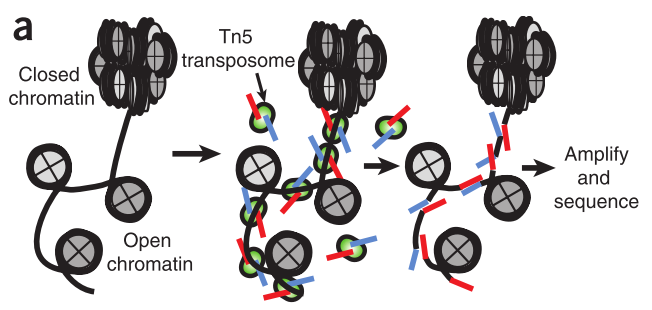 a
Tn5
transposome
Closed
chromatin
Open
chromatin
Amplify
and
sequence